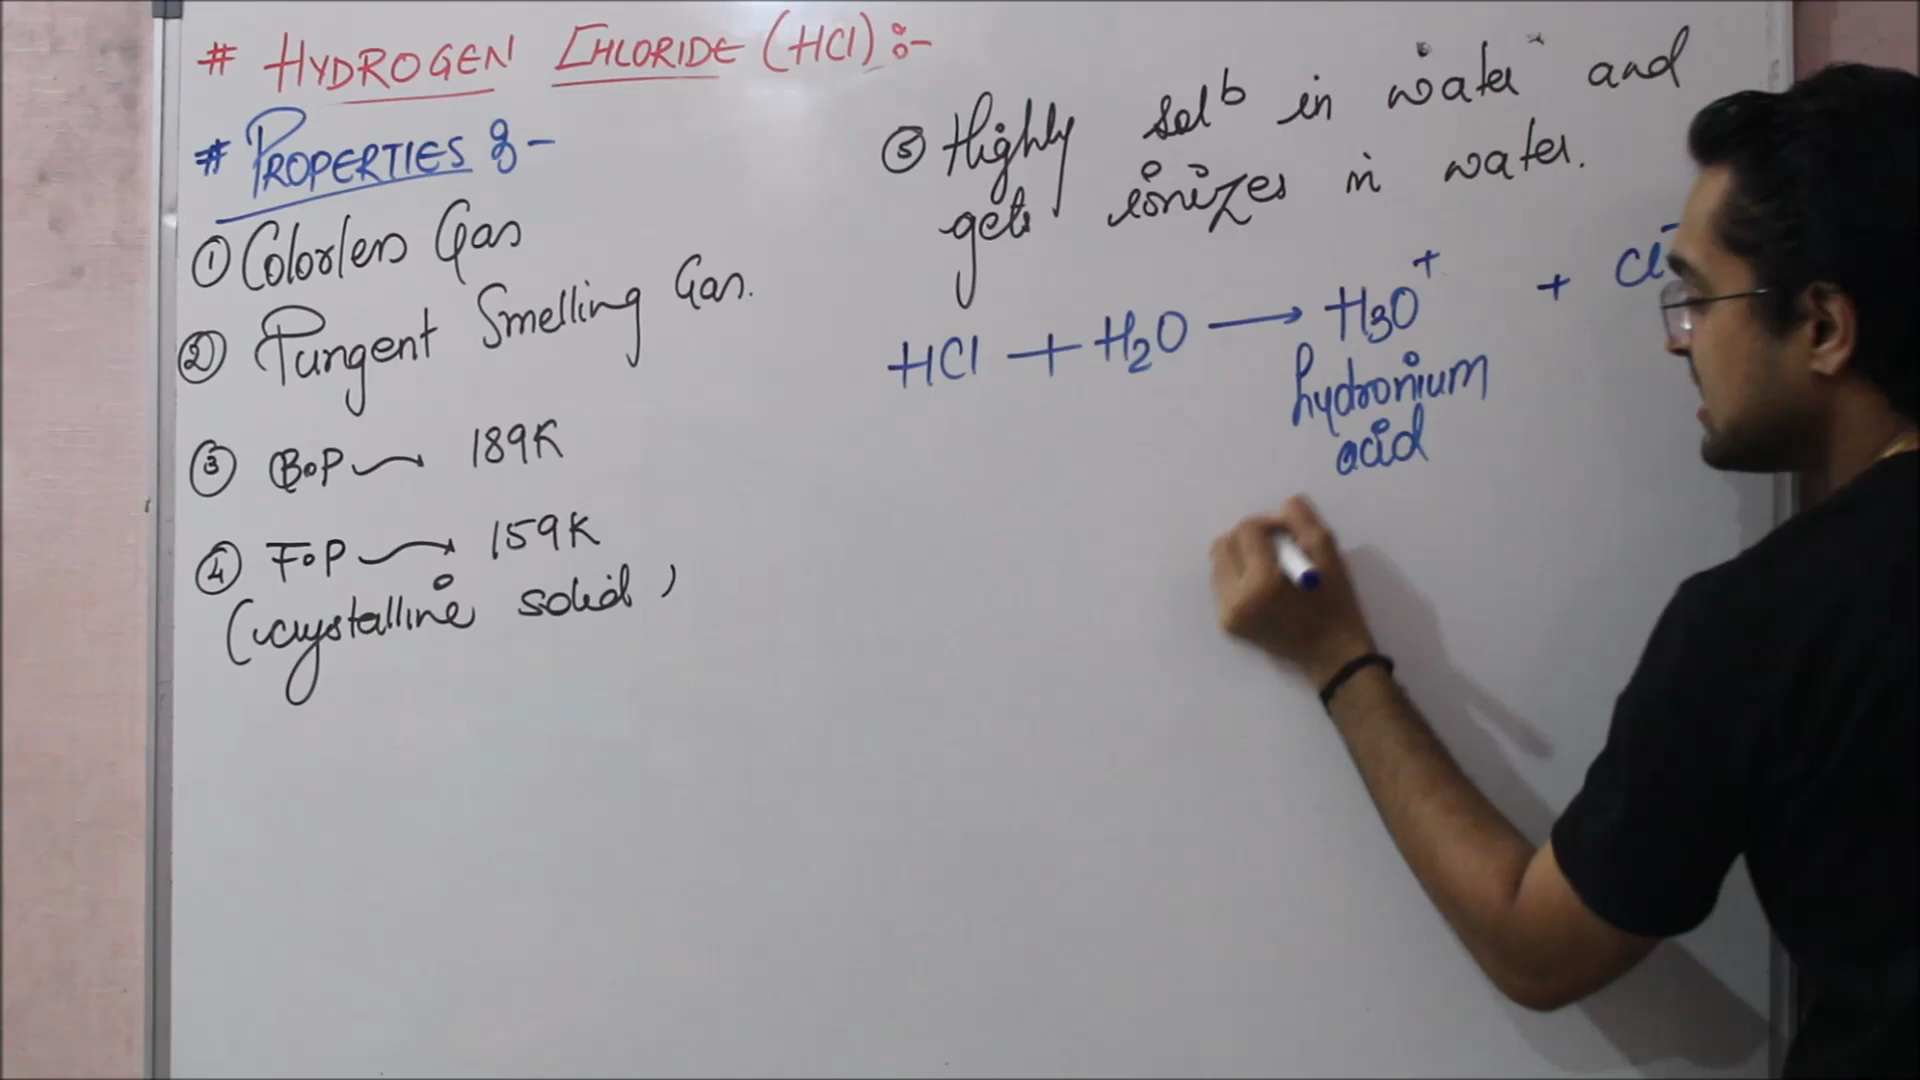 # HYDROGEN CHLORIDE (HCl) :-
# PROPERTIES :-
① Colorless Gas
② Pungent Smelling Gas.
③ B.P → 189K
④ F.P → 159K
(crystalline solid)
⑤ Highly solb in water and
gets ionizes in water.
HCl + H₂O → H₃O⁺ + Cl⁻
hydronium
acid